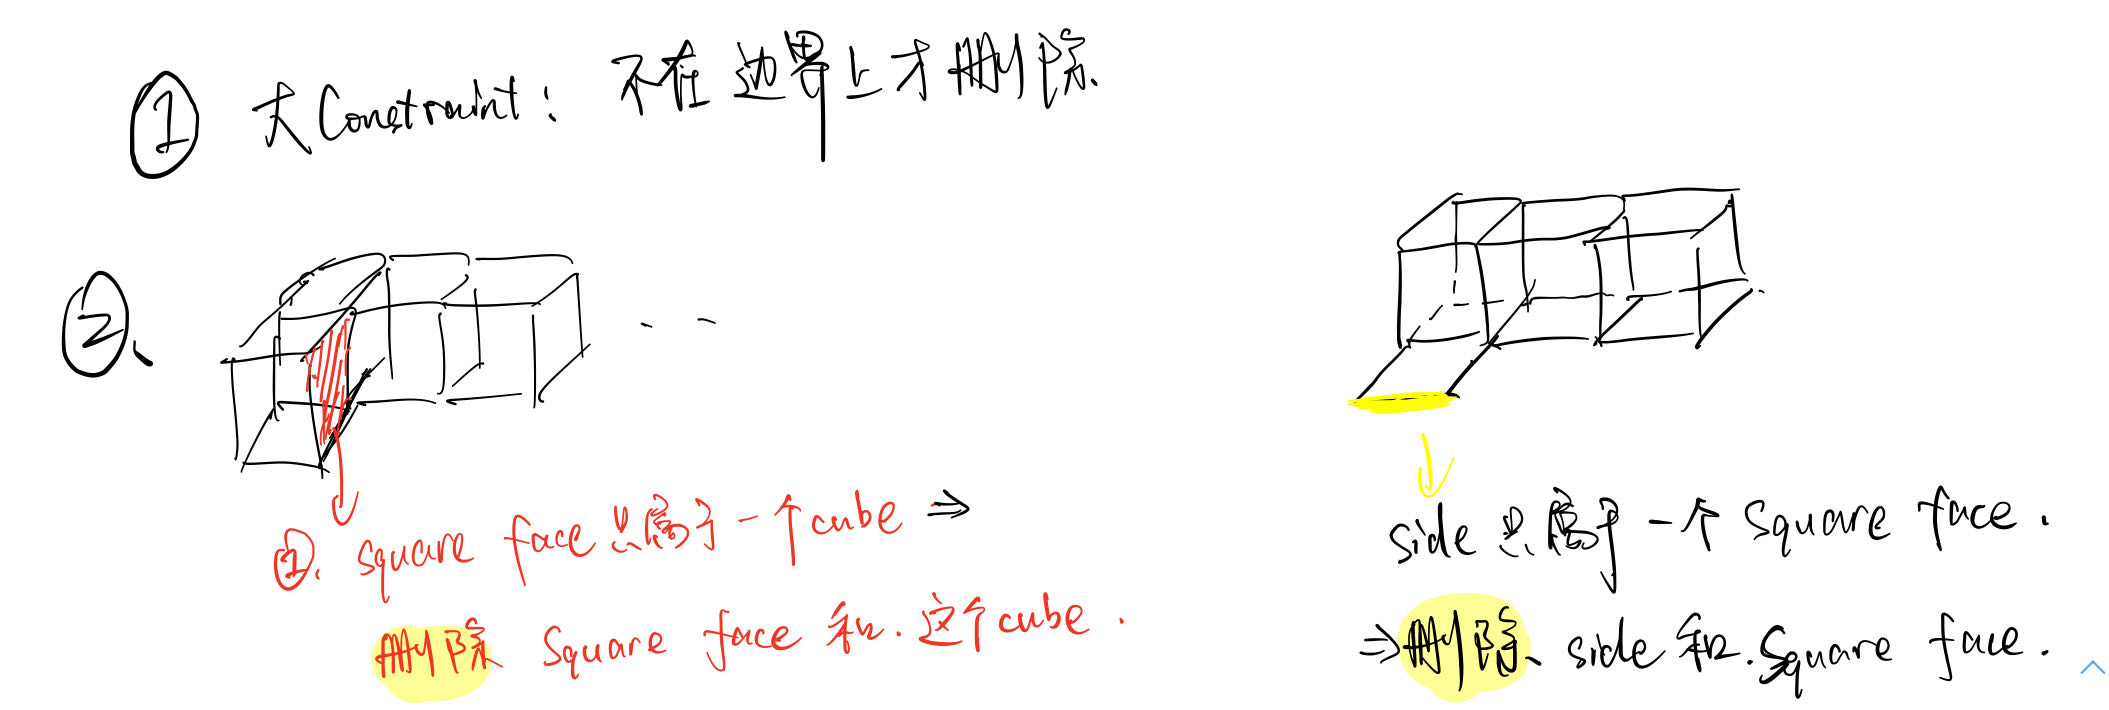 ① 大Constraint: 不在边界上才删除.
②、
①. square face 只属于一个cube ⇒
删除 Square face 和. 这个cube.
side 只属于一个 square face.
⇒删除、side 和. Square face.